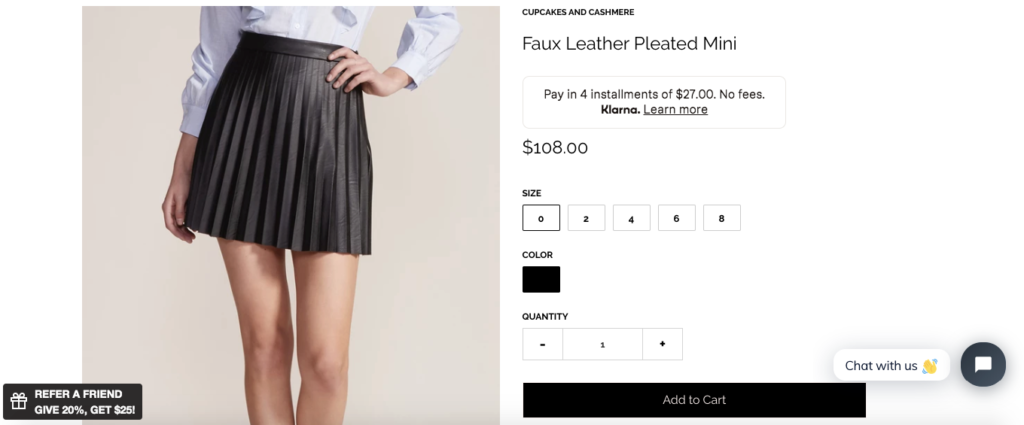 CUPCAKES AND CASHMERE
Faux Leather Pleated Mini
Pay in 4 installments of $27.00. No fees.
Klarna. Learn more
$108.00
SIZE
0 2 4 6 8
COLOR
QUANTITY
- 1 +
Chat with us 👋
Add to Cart
REFER A FRIEND
GIVE 20%, GET $25!